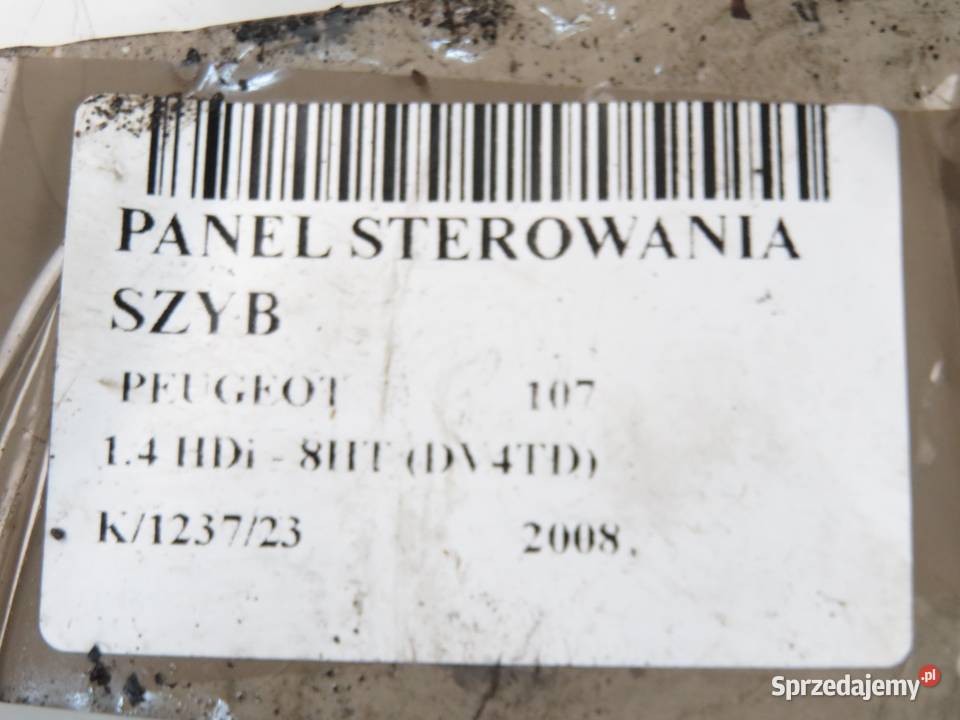 PANEL STEROWANIA
SZYB
PEUGEOT 107
1.4 HDi - 8HT (DV4TD)
K/1237/23 2008
Sprzedajemy.pl